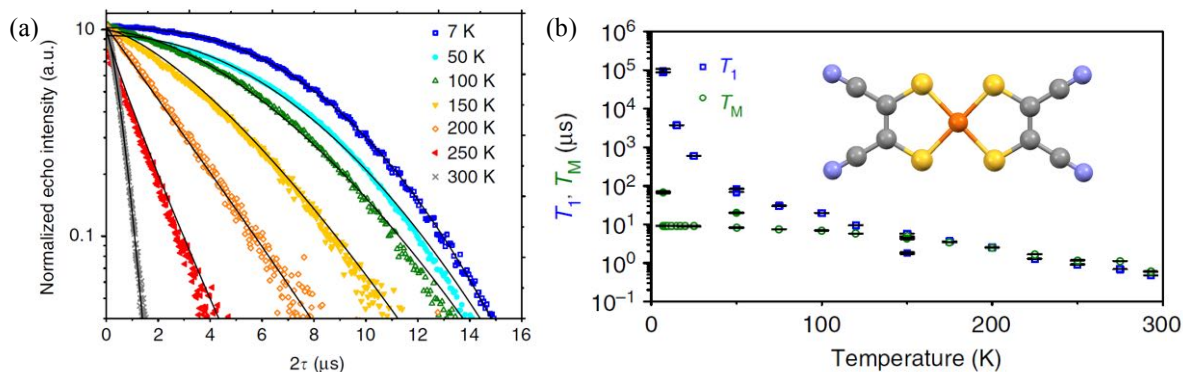 (a)
Normalized echo intensity (a.u.)
10
0.1
7 K
50 K
100 K
150 K
200 K
250 K
300 K
0 2 4 6 8 10 12 14 16
2τ (μs)
(b)
T₁, T_M (μs)
10⁶
10⁵
10⁴
10³
10²
10¹
10⁰
10⁻¹
T₁
T_M
0 100 200 300
Temperature (K)